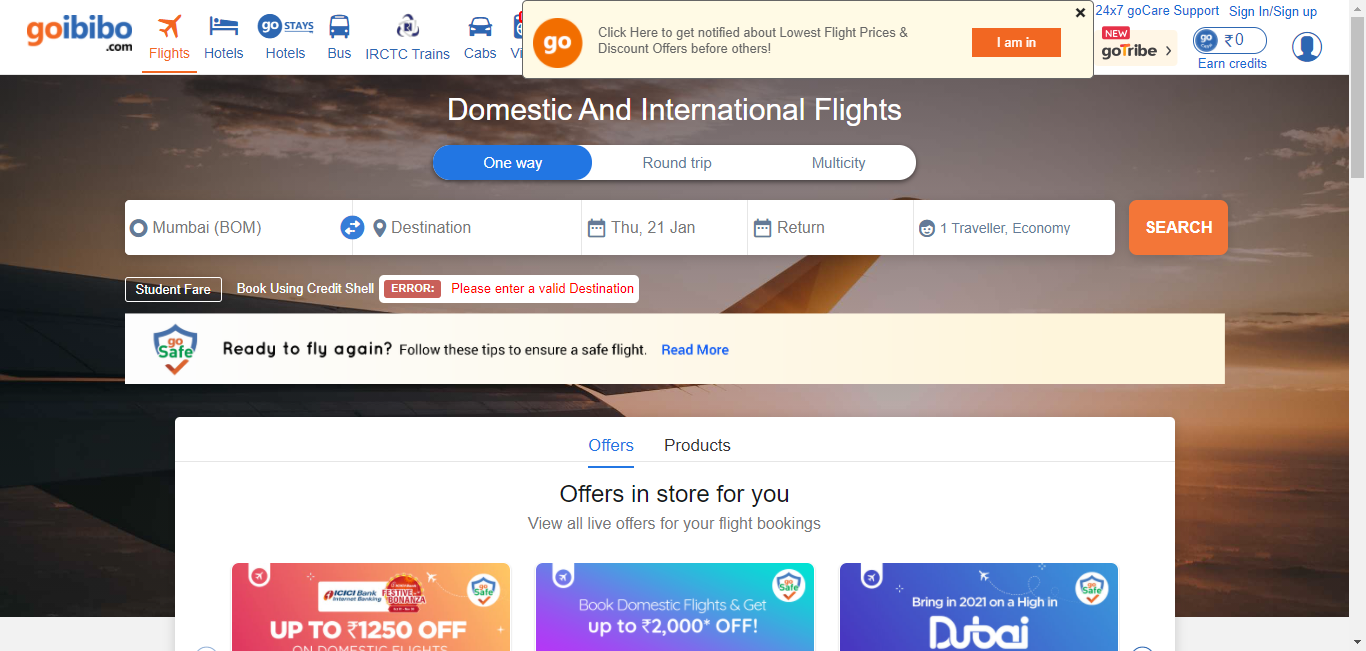 goibibo
.com
Flights
Hotels
go STAYS
Hotels
Bus
IRCTC Trains
Cabs
go
Click Here to get notified about Lowest Flight Prices &
Discount Offers before others!
I am in
24x7 goCare Support
Sign In/Sign up
NEW
goTribe
go
₹0
Earn credits
Domestic And International Flights
One way
Round trip
Multicity
Mumbai (BOM)
Destination
Thu, 21 Jan
Return
1 Traveller, Economy
SEARCH
Student Fare
Book Using Credit Shell
ERROR:
Please enter a valid Destination
go
Safe
Ready to fly again? Follow these tips to ensure a safe flight. Read More
Offers
Products
Offers in store for you
View all live offers for your flight bookings
ICICI Bank
Internet Banking
FESTIVE
BONANZA
go
Safe
UP TO ₹1250 OFF
ON DOMESTIC FLIGHTS
go
Safe
Book Domestic Flights & Get
up to ₹2,000* OFF!
go
Safe
Bring in 2021 on a High in
Dubai